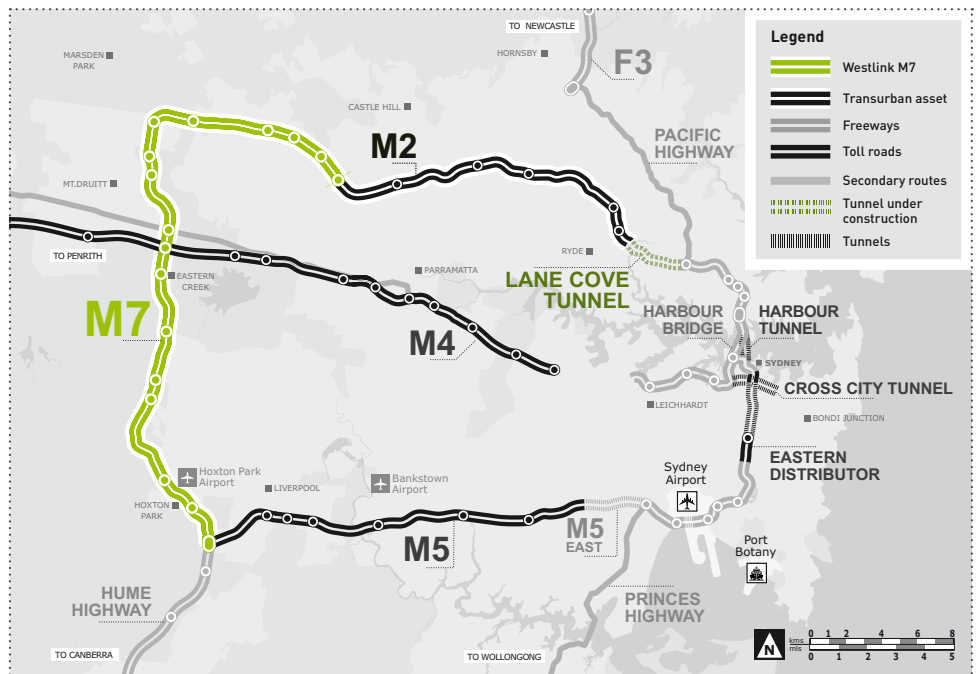 TO NEWCASTLE
Legend
Westlink M7
Transurban asset
Freeways
Toll roads
Secondary routes
Tunnel under
construction
Tunnels
MARSDEN
PARK
HORNSBY
F3
CASTLE HILL
M2
PACIFIC
HIGHWAY
MT.DRUITT
TO PENRITH
RYDE
EASTERN
CREEK
PARRAMATTA
LANE COVE
TUNNEL
M7
M4
HARBOUR
BRIDGE
HARBOUR
TUNNEL
SYDNEY
CROSS CITY TUNNEL
LEICHHARDT
BONDI JUNCTION
EASTERN
DISTRIBUTOR
Hoxton Park
Airport
LIVERPOOL
Bankstown
Airport
Sydney
Airport
HOXTON
PARK
M5
M5
EAST
Port
Botany
HUME
HIGHWAY
PRINCES
HIGHWAY
TO CANBERRA
TO WOLLONGONG
N
kms
mls
0 1 2 4 6 8
0 1 2 3 4 5